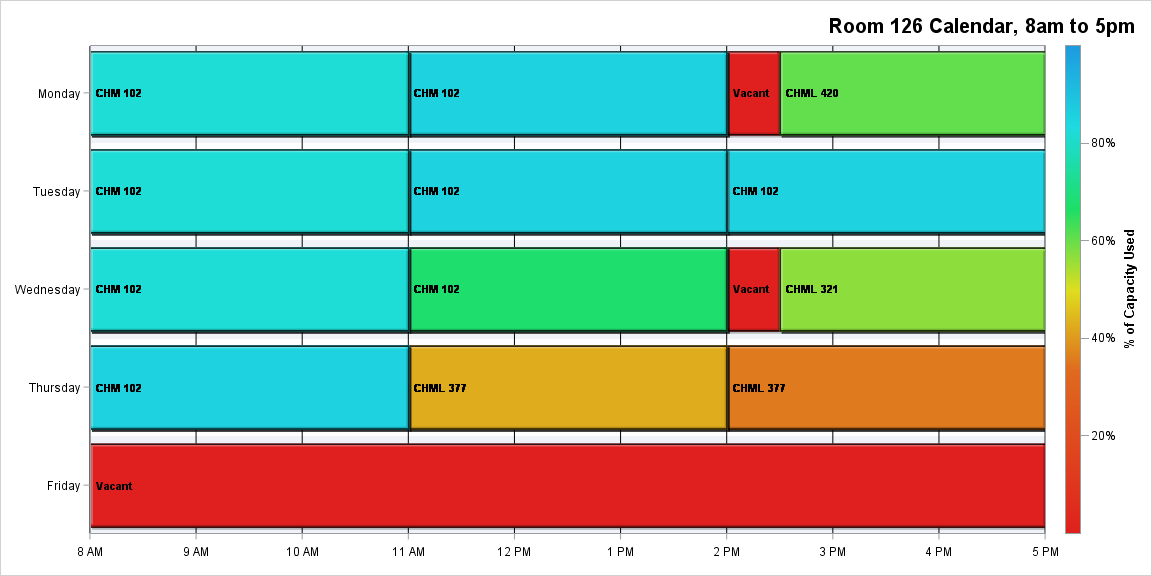 Room 126 Calendar, 8am to 5pm
Monday CHM 102 CHM 102 Vacant CHML 420
Tuesday CHM 102 CHM 102 CHM 102
Wednesday CHM 102 CHM 102 Vacant CHML 321
Thursday CHM 102 CHML 377 CHML 377
Friday Vacant
8 AM 9 AM 10 AM 11 AM 12 PM 1 PM 2 PM 3 PM 4 PM 5 PM
80%
60%
40%
20%
% of Capacity Used